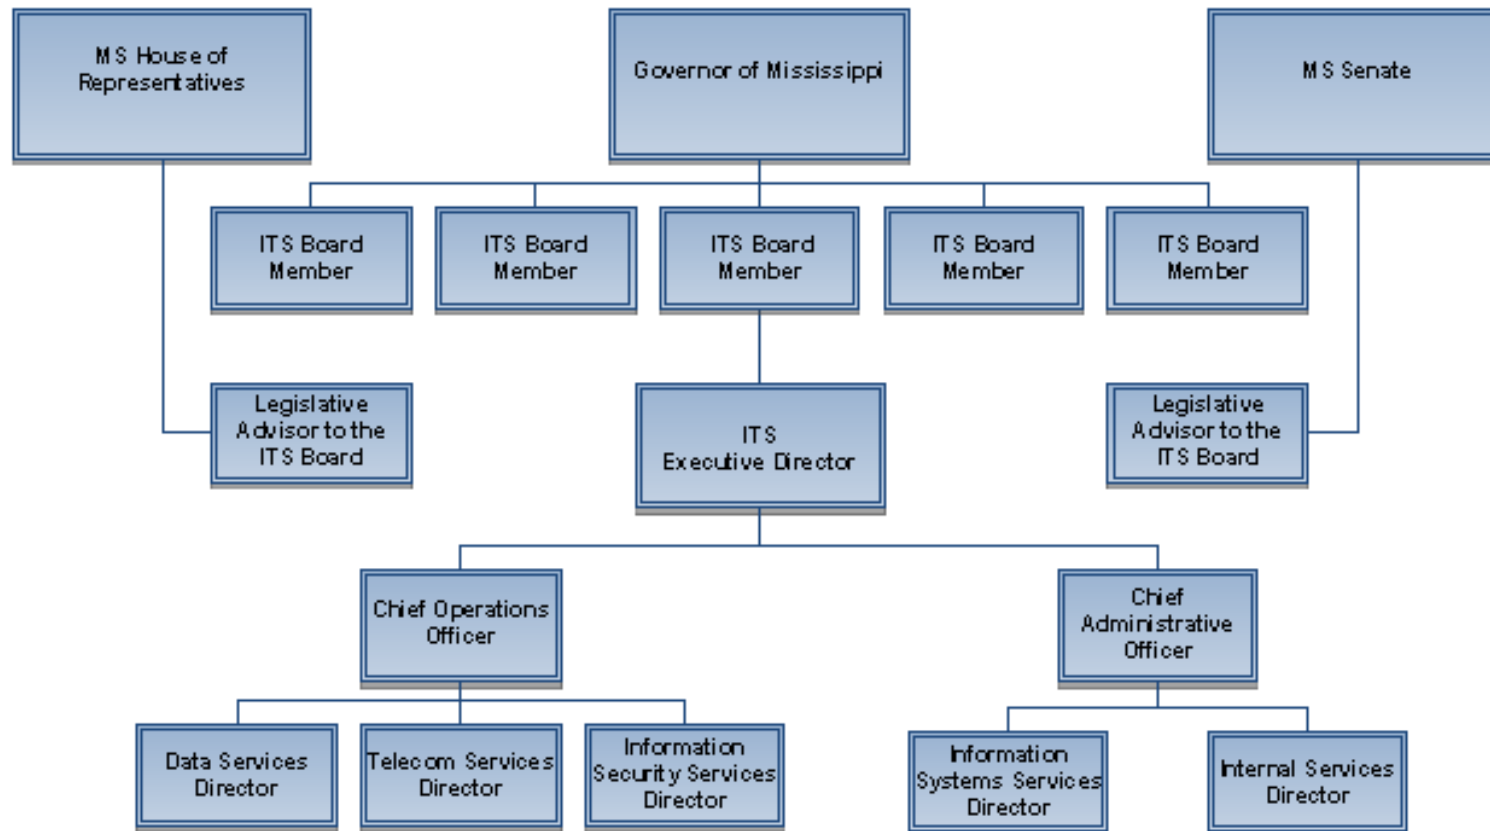 MS House of
Representatives
Governor of Mississippi
MS Senate
ITS Board
Member
ITS Board
Member
ITS Board
Member
ITS Board
Member
ITS Board
Member
Legislative
Advisor to the
ITS Board
ITS
Executive Director
Legislative
Advisor to the
ITS Board
Chief Operations
Officer
Chief
Administrative
Officer
Data Services
Director
Telecom Services
Director
Information
Security Services
Director
Information
Systems Services
Director
Internal Services
Director